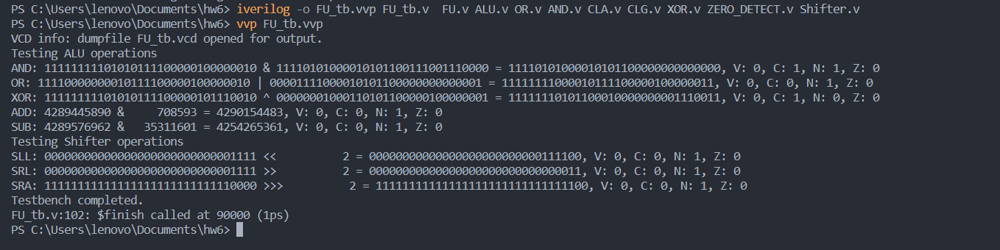 PS C:\Users\lenovo\Documents\hw6> iverilog -o FU_tb.vvp FU_tb.v  FU.v ALU.v OR.v AND.v CLA.v CLG.v XOR.v ZERO_DETECT.v Shifter.v
PS C:\Users\lenovo\Documents\hw6> vvp FU_tb.vvp
VCD info: dumpfile FU_tb.vcd opened for output.
Testing ALU operations
AND: 11111111101010111100000100000010 & 11110101000010101100111001110000 = 11110101000010101100000000000000, V: 0, C: 1, N: 1, Z: 0
OR: 11110000000010111100000100000010 | 00001111000010101100000000000001 = 11111111000010111100000100000011, V: 0, C: 0, N: 1, Z: 0
XOR: 11111111101010111100000101110010 ^ 00000001000110101100000100000001 = 11111110101100010000000001110011, V: 0, C: 1, N: 0, Z: 0
ADD: 4289445890 &     708593 = 4290154483, V: 0, C: 0, N: 1, Z: 0
SUB: 4289576962 &   35311601 = 4254265361, V: 0, C: 0, N: 1, Z: 0
Testing Shifter operations
SLL: 00000000000000000000000000001111 <<          2 = 00000000000000000000000000111100, V: 0, C: 0, N: 1, Z: 0
SRL: 00000000000000000000000000001111 >>          2 = 00000000000000000000000000000011, V: 0, C: 0, N: 1, Z: 0
SRA: 11111111111111111111111111110000 >>>          2 = 11111111111111111111111111111100, V: 0, C: 0, N: 1, Z: 0
Testbench completed.
FU_tb.v:102: $finish called at 90000 (1ps)
PS C:\Users\lenovo\Documents\hw6>